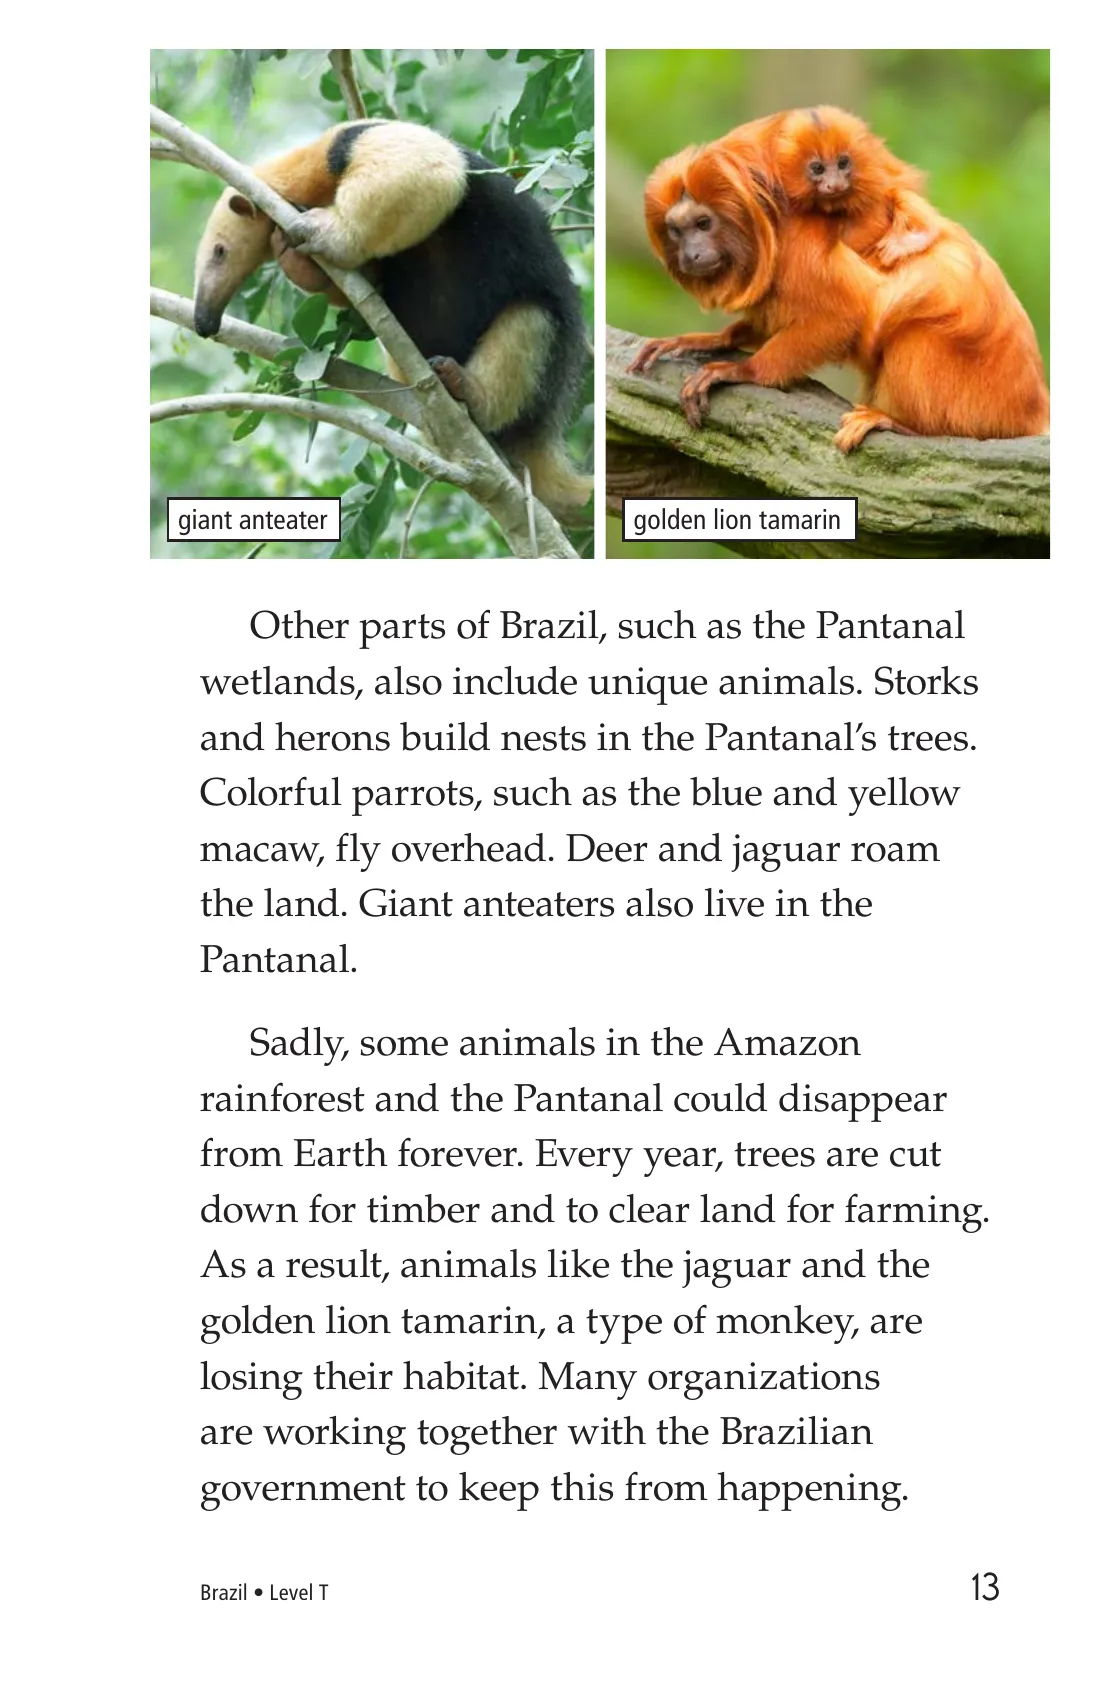 giant anteater
golden lion tamarin
Other parts of Brazil, such as the Pantanal
wetlands, also include unique animals. Storks
and herons build nests in the Pantanal’s trees.
Colorful parrots, such as the blue and yellow
macaw, fly overhead. Deer and jaguar roam
the land. Giant anteaters also live in the
Pantanal.
Sadly, some animals in the Amazon
rainforest and the Pantanal could disappear
from Earth forever. Every year, trees are cut
down for timber and to clear land for farming.
As a result, animals like the jaguar and the
golden lion tamarin, a type of monkey, are
losing their habitat. Many organizations
are working together with the Brazilian
government to keep this from happening.
Brazil • Level T
13